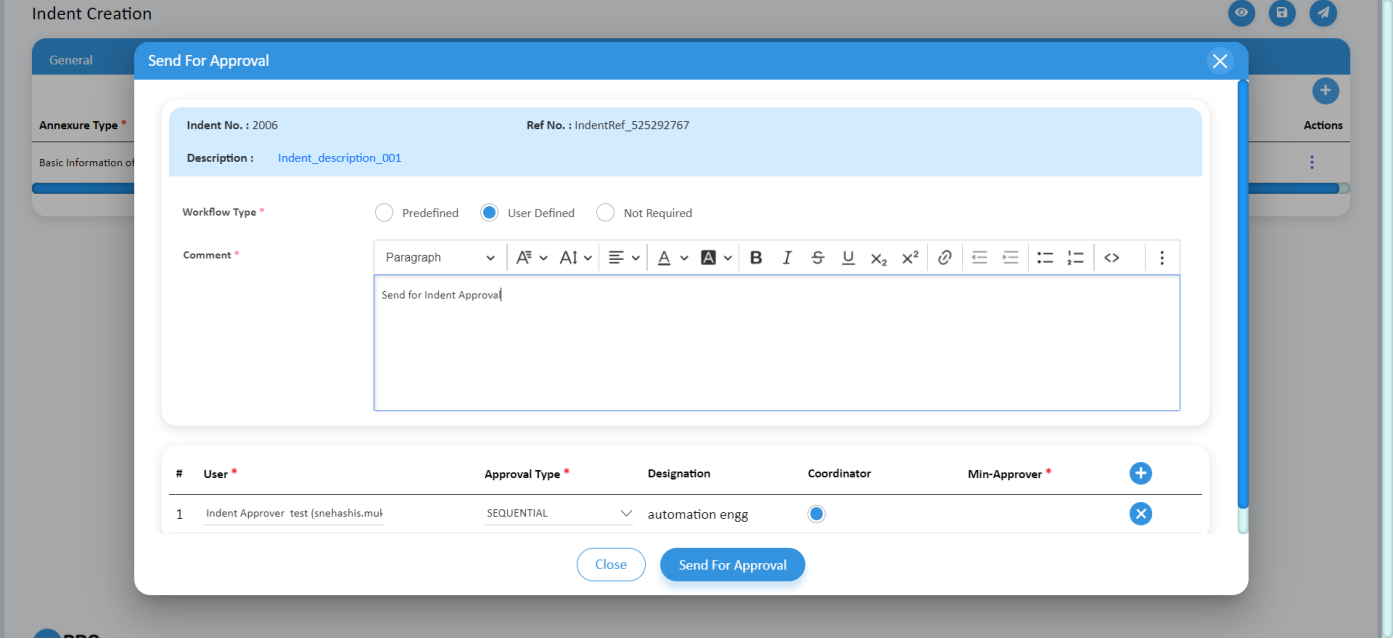 Indent Creation
General
Send For Approval
Annexure Type *
Actions
Basic Information of
Indent No. : 2006
Ref No. : IndentRef_525292767
Description : Indent_description_001
Workflow Type *
Predefined
User Defined
Not Required
Comment *
Paragraph
Send for Indent Approval
# User * Approval Type * Designation Coordinator Min-Approver *
1 Indent Approver test (snehashis.muk SEQUENTIAL automation engg
Close
Send For Approval